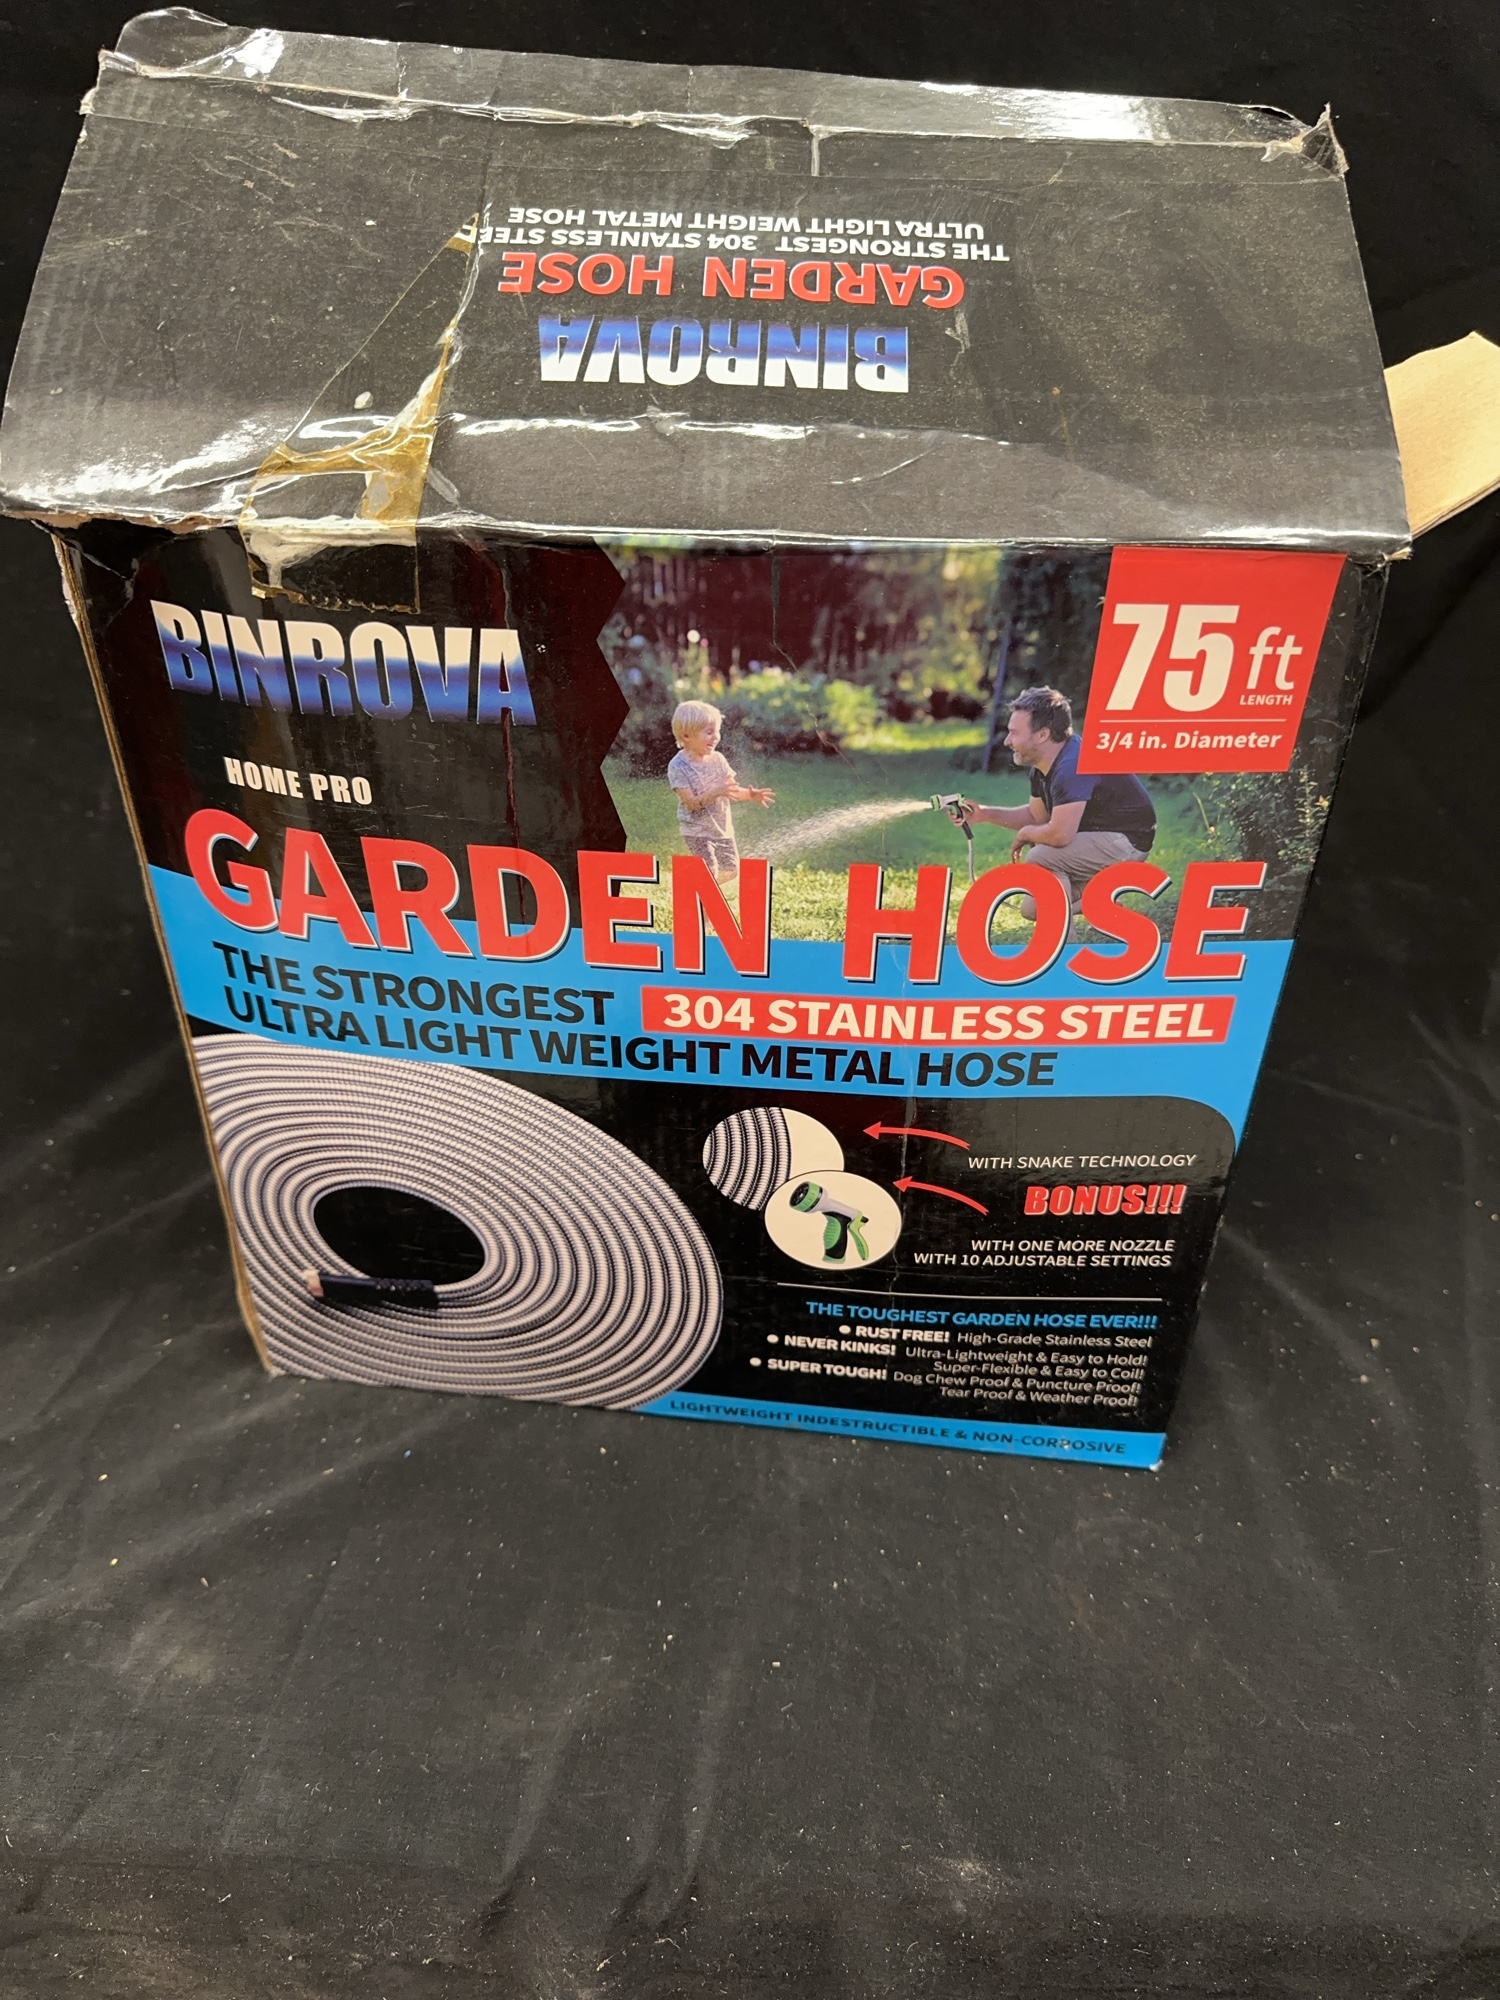 ULTRA LIGHT WEIGHT METAL HOSE
THE STRONGEST 304 STAINLESS STEEL
GARDEN HOSE
BINROVA
BINROVA
75 ft
LENGTH
3/4 in. Diameter
HOME PRO
GARDEN HOSE
THE STRONGEST 304 STAINLESS STEEL
ULTRA LIGHT WEIGHT METAL HOSE
WITH SNAKE TECHNOLOGY
BONUS!!!
WITH ONE MORE NOZZLE
WITH 10 ADJUSTABLE SETTINGS
THE TOUGHEST GARDEN HOSE EVER!!!
● RUST FREE! High-Grade Stainless Steel
● NEVER KINKS! Ultra-Lightweight & Easy to Hold!
Super-Flexible & Easy to Coil!
● SUPER TOUGH! Dog Chew Proof & Puncture Proof!
Tear Proof & Weather Proof!
LIGHTWEIGHT INDESTRUCTIBLE & NON-CORROSIVE